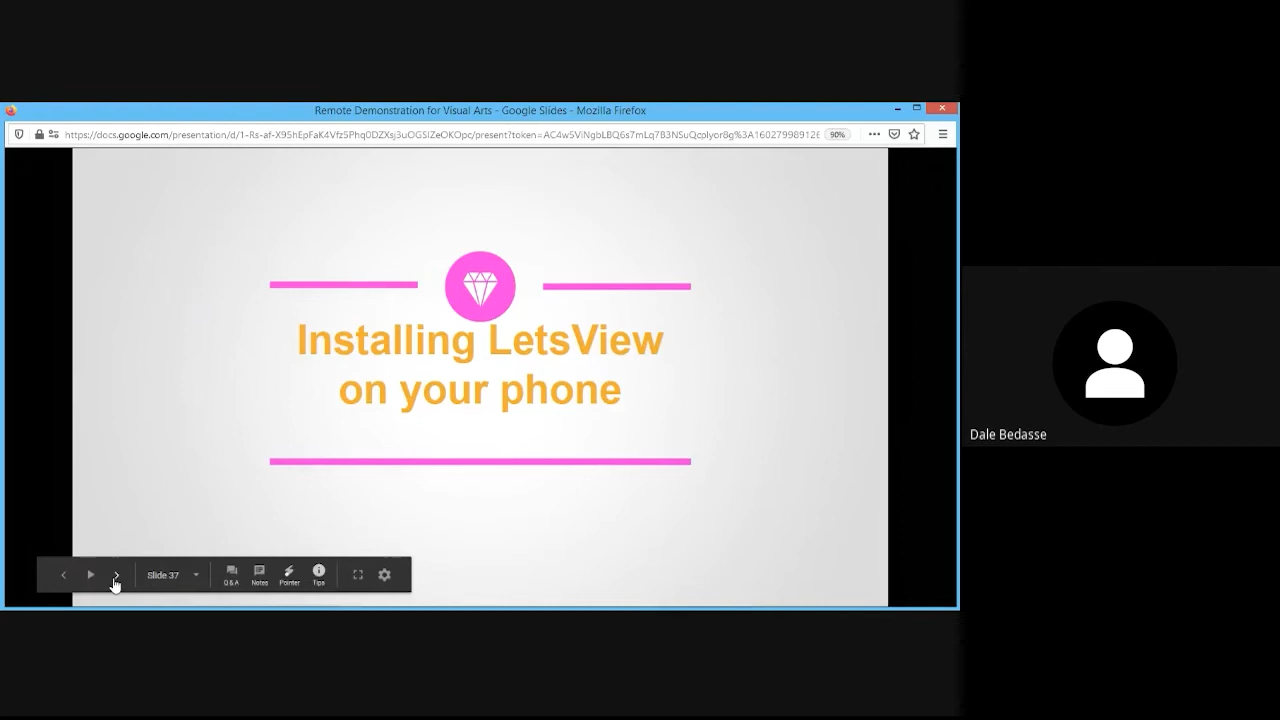 Remote Demonstration for Visual Arts - Google Slides - Mozilla Firefox
90%
Installing LetsView
on your phone
Slide 37
Q & A Notes Pointer Tips
Dale Bedasse